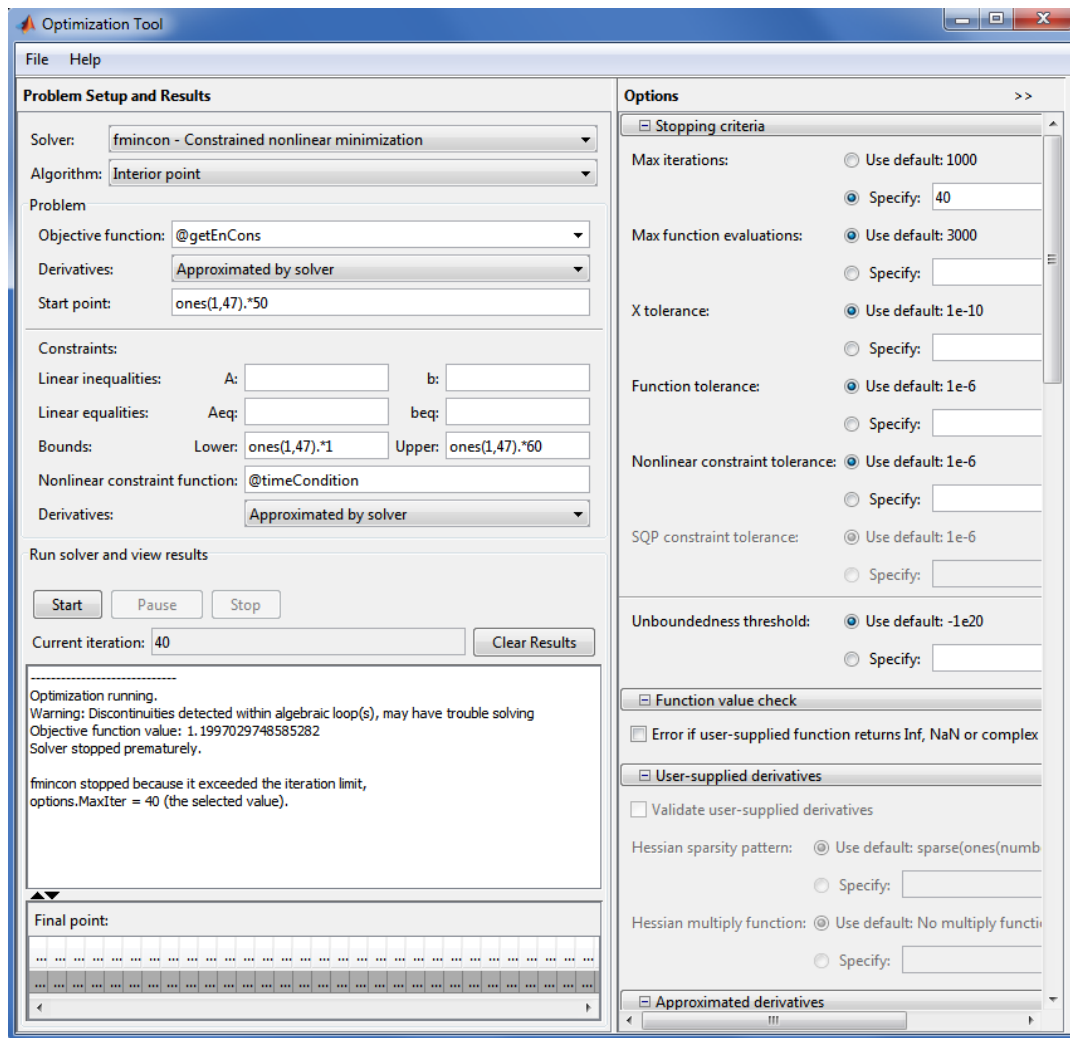 Optimization Tool
File Help
Problem Setup and Results
Solver: fmincon - Constrained nonlinear minimization
Algorithm: Interior point
Problem
Objective function: @getEnCons
Derivatives: Approximated by solver
Start point: ones(1,47).*50
Constraints:
Linear inequalities: A: b:
Linear equalities: Aeq: beq:
Bounds: Lower: ones(1,47).*1 Upper: ones(1,47).*60
Nonlinear constraint function: @timeCondition
Derivatives: Approximated by solver
Run solver and view results
Start Pause Stop
Current iteration: 40 Clear Results
-----------------------------
Optimization running.
Warning: Discontinuities detected within algebraic loop(s), may have trouble solving
Objective function value: 1.1997029748585282
Solver stopped prematurely.
fmincon stopped because it exceeded the iteration limit,
options.MaxIter = 40 (the selected value).
Final point:
... ... ... ... ... ... ... ... ... ... ... ... ... ... ... ... ... ... ... ... ... ... ... ... ... ... ... ... ... ...
... ... ... ... ... ... ... ... ... ... ... ... ... ... ... ... ... ... ... ... ... ... ... ... ... ... ... ... ... ...
Options >>
Stopping criteria
Max iterations: Use default: 1000
Specify: 40
Max function evaluations: Use default: 3000
Specify:
X tolerance: Use default: 1e-10
Specify:
Function tolerance: Use default: 1e-6
Specify:
Nonlinear constraint tolerance: Use default: 1e-6
Specify:
SQP constraint tolerance: Use default: 1e-6
Specify:
Unboundedness threshold: Use default: -1e20
Specify:
Function value check
Error if user-supplied function returns Inf, NaN or complex
User-supplied derivatives
Validate user-supplied derivatives
Hessian sparsity pattern: Use default: sparse(ones(numb
Specify:
Hessian multiply function: Use default: No multiply functi
Specify:
Approximated derivatives